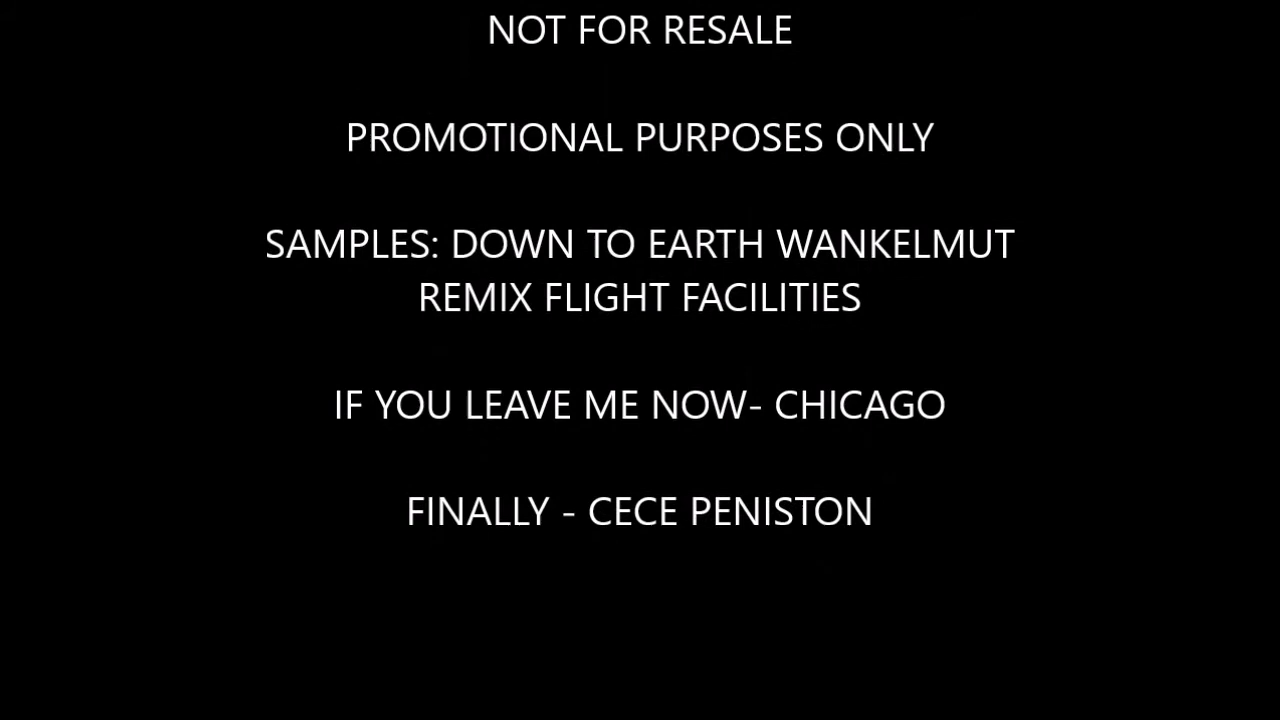 NOT FOR RESALE
PROMOTIONAL PURPOSES ONLY
SAMPLES: DOWN TO EARTH WANKELMUT
REMIX FLIGHT FACILITIES
IF YOU LEAVE ME NOW- CHICAGO
FINALLY - CECE PENISTON